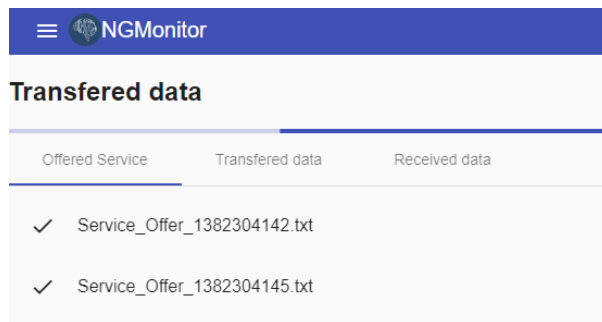 NGMonitor
Transfered data
Offered Service Transfered data Received data
Service_Offer_1382304142.txt
Service_Offer_1382304145.txt